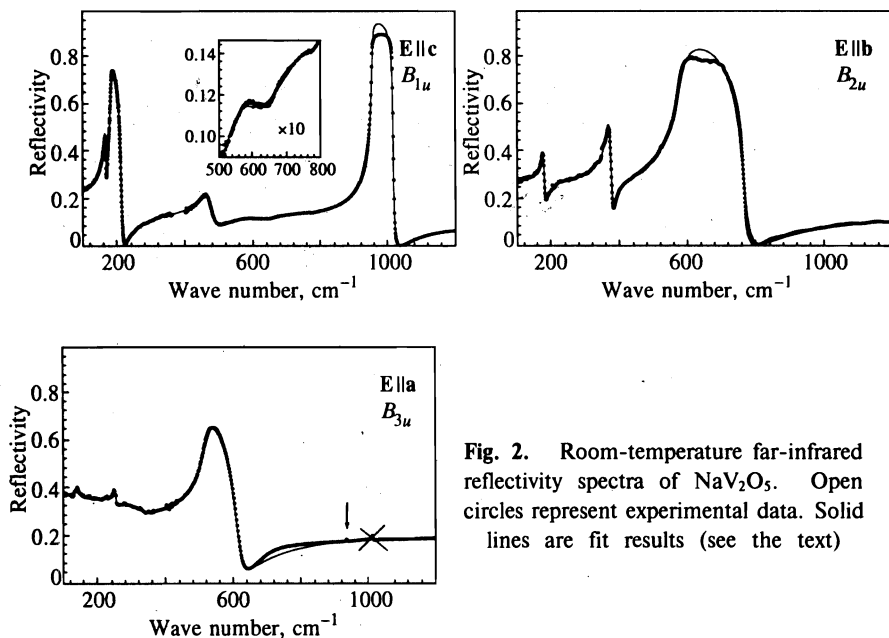 0.8
0.6
0.4
0.2
0
Reflectivity
200
600
1000
Wave number, cm⁻¹
E∥c
B₁ᵤ
0.14
0.12
0.10
×10
500 600 700 800
0.8
0.6
0.4
0.2
0
Reflectivity
200
600
1000
Wave number, cm⁻¹
E∥b
B₂ᵤ
0.8
0.6
0.4
0.2
0
Reflectivity
200
600
1000
Wave number, cm⁻¹
E∥a
B₃ᵤ
Fig. 2. Room-temperature far-infrared
reflectivity spectra of NaV₂O₅. Open
circles represent experimental data. Solid
lines are fit results (see the text)